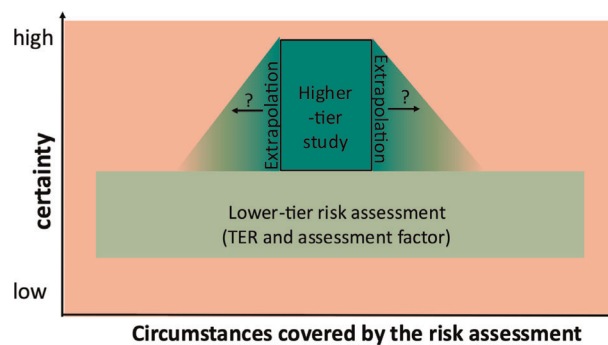 high
certainty
low
Extrapolation
?
Higher
-tier
study
Extrapolation
?
Lower-tier risk assessment
(TER and assessment factor)
Circumstances covered by the risk assessment